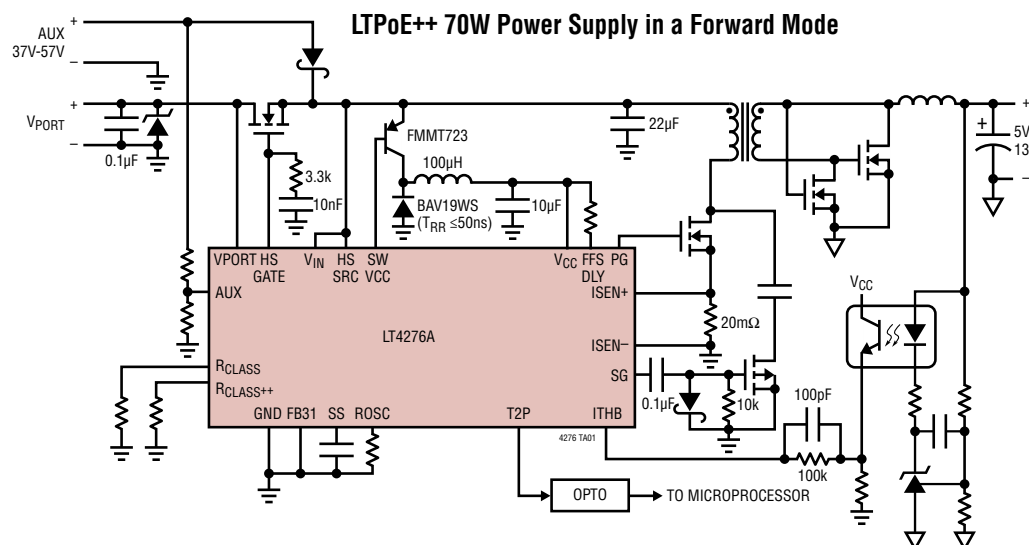 LTPoE++ 70W Power Supply in a Forward Mode
+
AUX
37V-57V
–
+
VPORT
–
0.1µF
3.3k
10nF
FMMT723
100µH
BAV19WS
(TRR ≤50ns)
10µF
22µF
+
+
5V
13
–
VPORT
HS
GATE
VIN
HS
SRC
SW
VCC
VCC
FFS
DLY
PG
AUX
ISEN+
LT4276A
20mΩ
VCC
ISEN–
RCLASS
RCLASS++
SG
0.1µF
10k
100pF
GND
FB31
SS
ROSC
T2P
ITHB
4276 TA01
100k
OPTO
TO MICROPROCESSOR